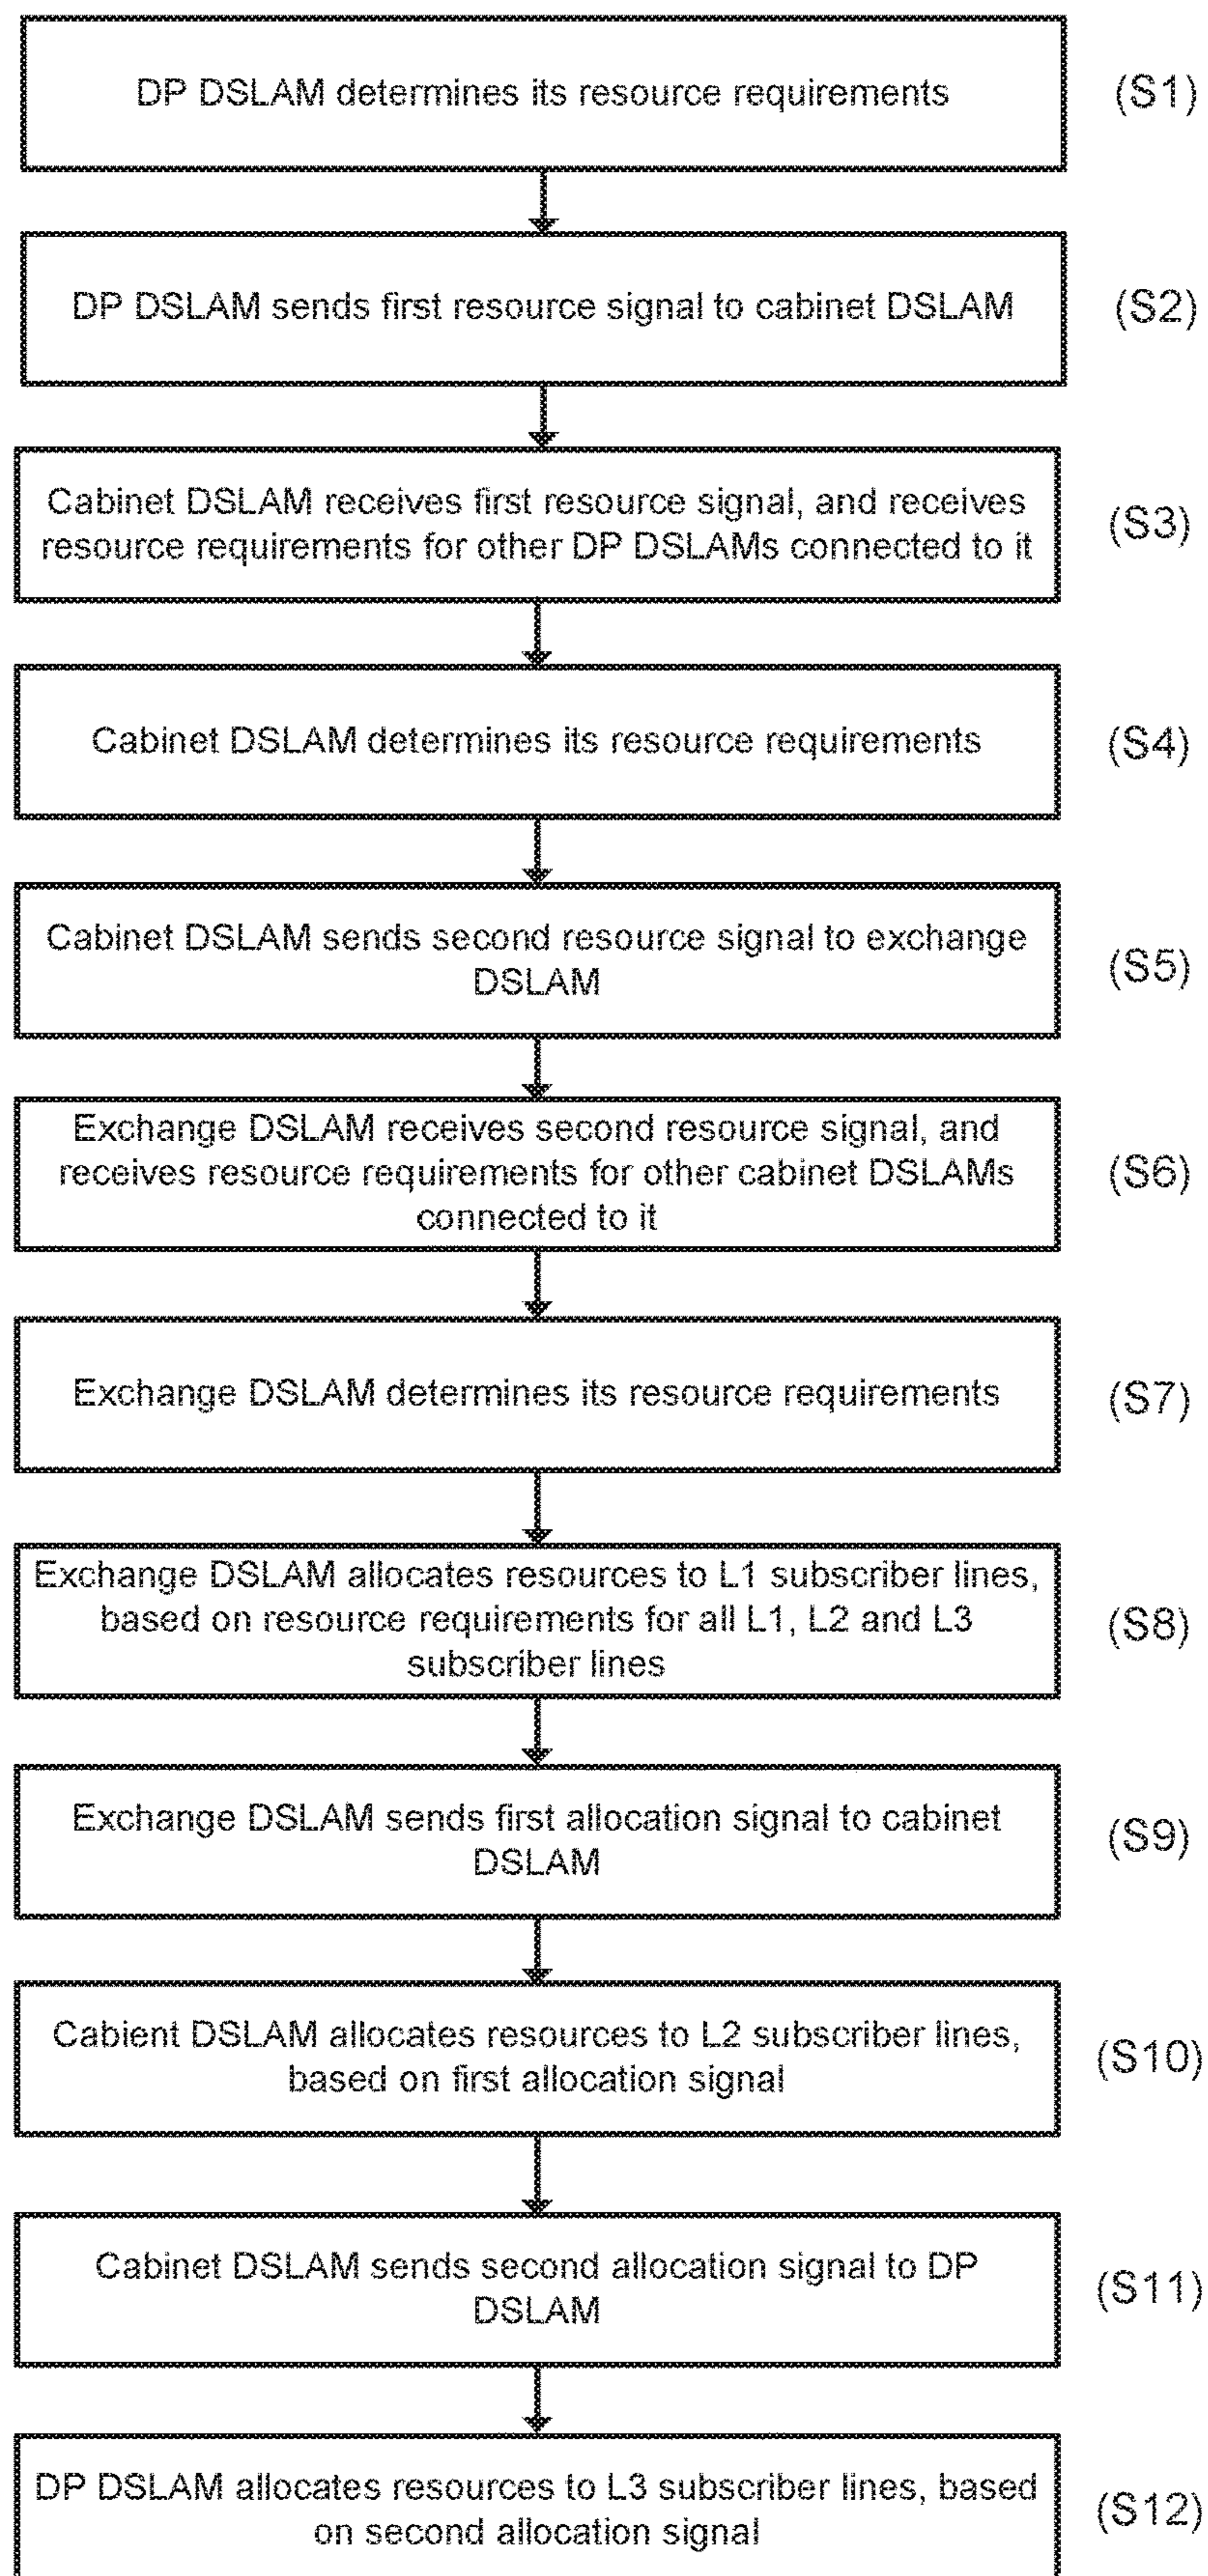 DP DSLAM determines its resource requirements
(S1)
DP DSLAM sends first resource signal to cabinet DSLAM
(S2)
Cabinet DSLAM receives first resource signal, and receives
resource requirements for other DP DSLAMs connected to it
(S3)
Cabinet DSLAM determines its resource requirements
(S4)
Cabinet DSLAM sends second resource signal to exchange
DSLAM
(S5)
Exchange DSLAM receives second resource signal, and
receives resource requirements for other cabinet DSLAMs
connected to it
(S6)
Exchange DSLAM determines its resource requirements
(S7)
Exchange DSLAM allocates resources to L1 subscriber lines,
based on resource requirements for all L1, L2 and L3
subscriber lines
(S8)
Exchange DSLAM sends first allocation signal to cabinet
DSLAM
(S9)
Cabient DSLAM allocates resources to L2 subscriber lines,
based on first allocation signal
(S10)
Cabinet DSLAM sends second allocation signal to DP
DSLAM
(S11)
DP DSLAM allocates resources to L3 subscriber lines, based
on second allocation signal
(S12)